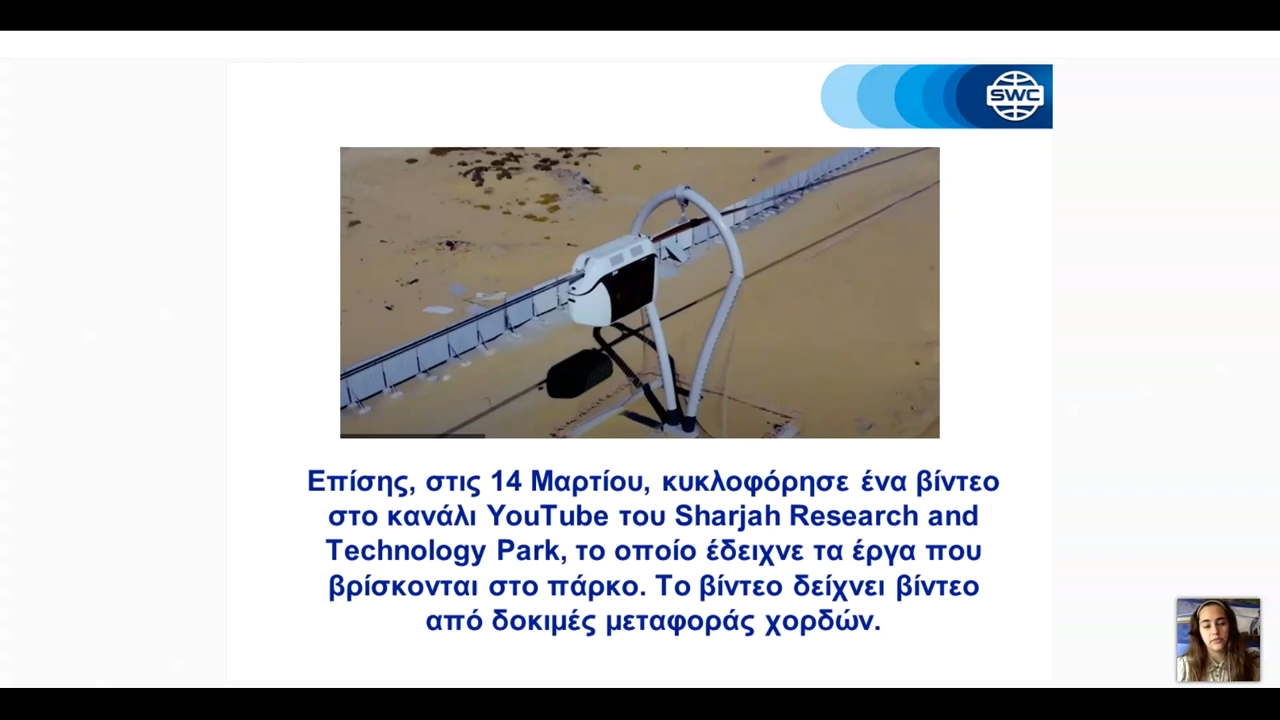 SWC
Επίσης, στις 14 Μαρτίου, κυκλοφόρησε ένα βίντεο
στο κανάλι YouTube του Sharjah Research and
Technology Park, το οποίο έδειχνε τα έργα που
βρίσκονται στο πάρκο. Το βίντεο δείχνει βίντεο
από δοκιμές μεταφοράς χορδών.